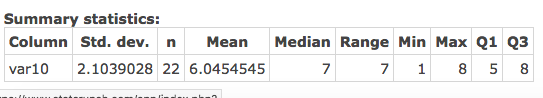 Summary statistics:
Column Std. dev. n Mean Median Range Min Max Q1 Q3
var10 2.1039028 22 6.0454545 7 7 1 8 5 8